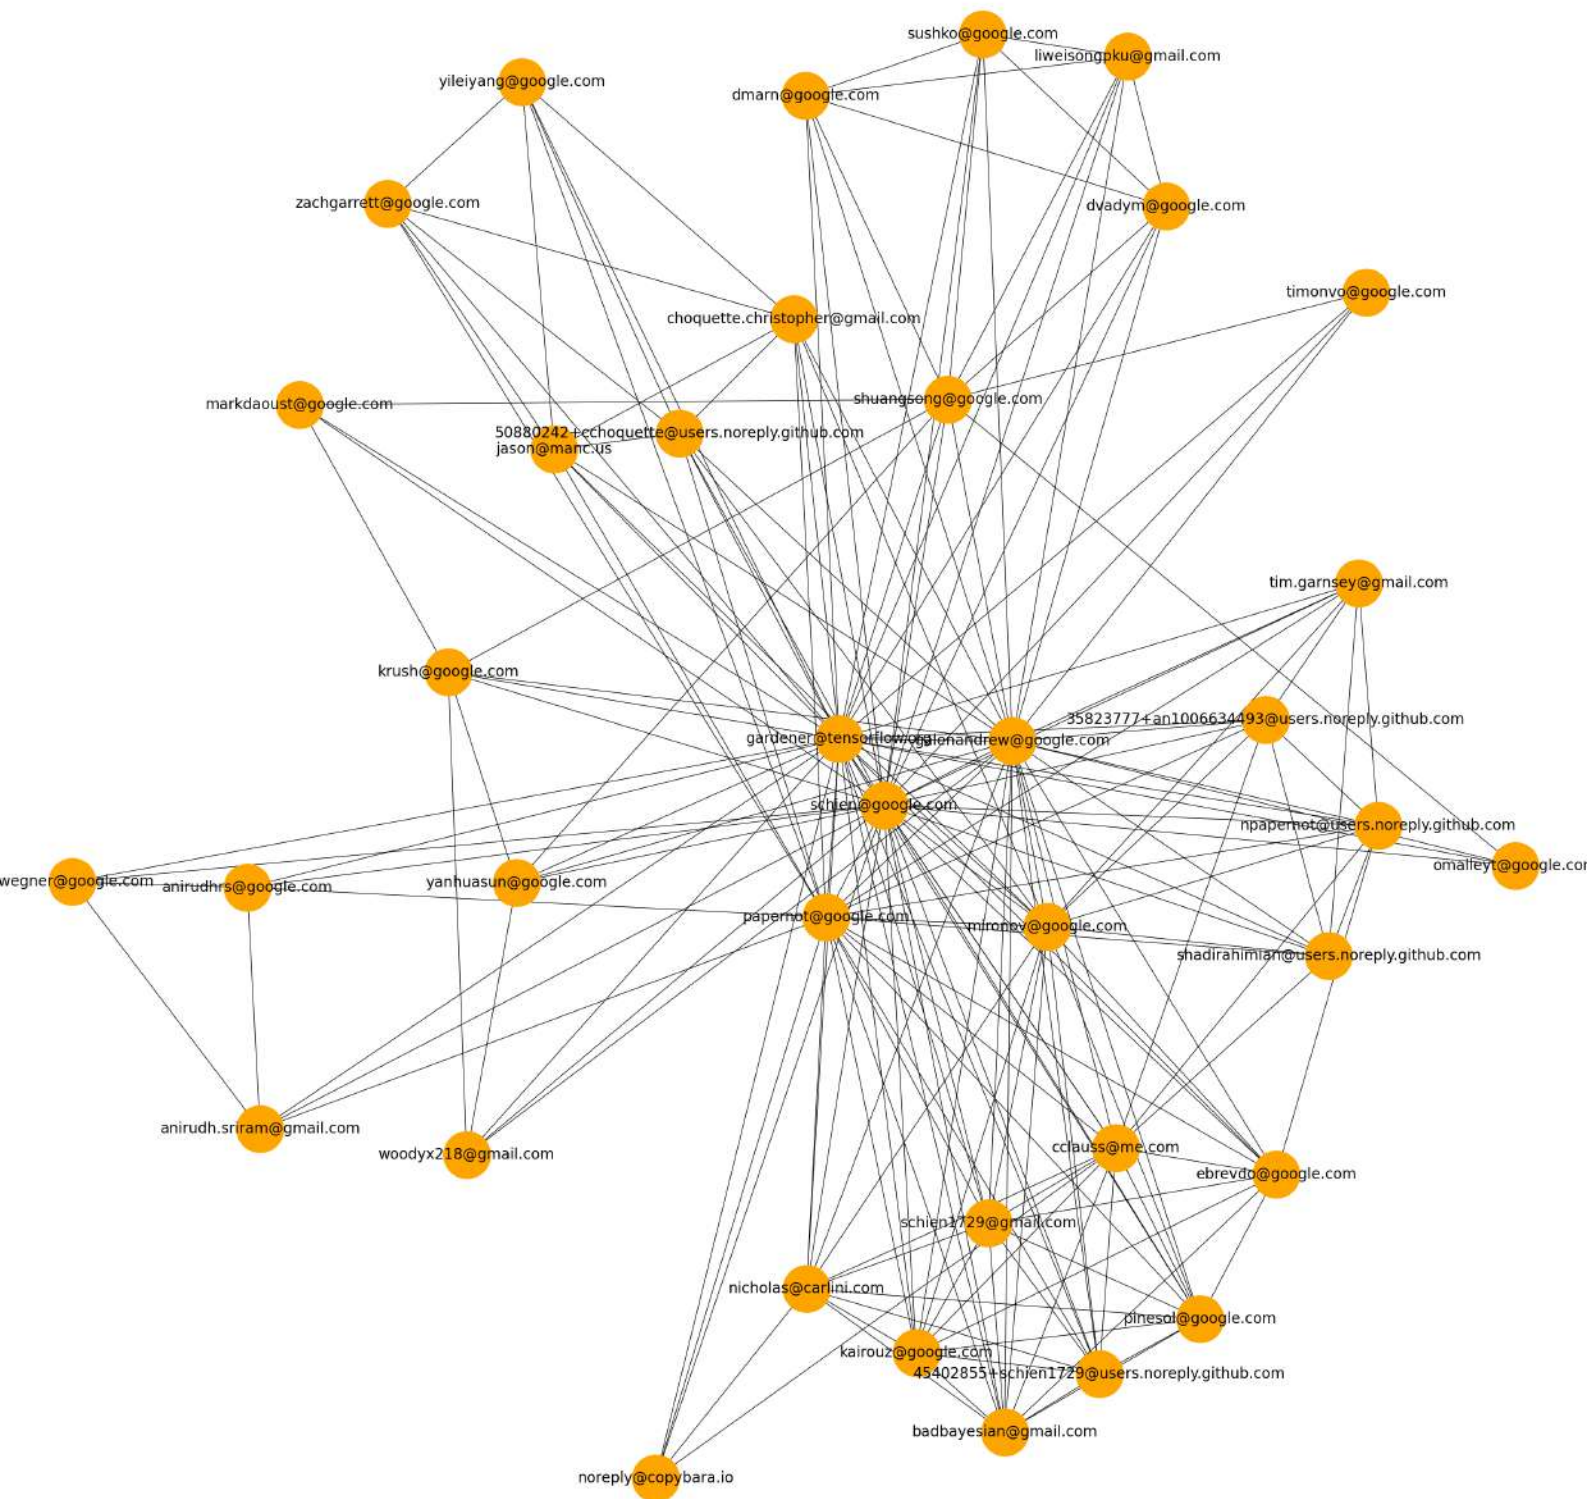 sushko@google.com
liweisongpku@gmail.com
yileiyang@google.com
dmarn@google.com
zachgarrett@google.com
dvadym@google.com
timonvo@google.com
choquette.christopher@gmail.com
markdaoust@google.com
shuangsong@google.com
50880242+cchoquette@users.noreply.github.com
jason@manc.us
tim.garnsey@gmail.com
krush@google.com
35823777+an1006634493@users.noreply.github.com
gardener@tensorflow.org
galenandrew@google.com
schien@google.com
npapernot@users.noreply.github.com
omalleyt@google.com
wegner@google.com
anirudhrs@google.com
yanhuasun@google.com
papernot@google.com
mironov@google.com
shadirahimian@users.noreply.github.com
anirudh.sriram@gmail.com
woodyx218@gmail.com
cclauss@me.com
ebrevdo@google.com
schien1729@gmail.com
nicholas@carlini.com
pinesol@google.com
kairouz@google.com
45402855+schien1729@users.noreply.github.com
badbayesian@gmail.com
noreply@copybara.io